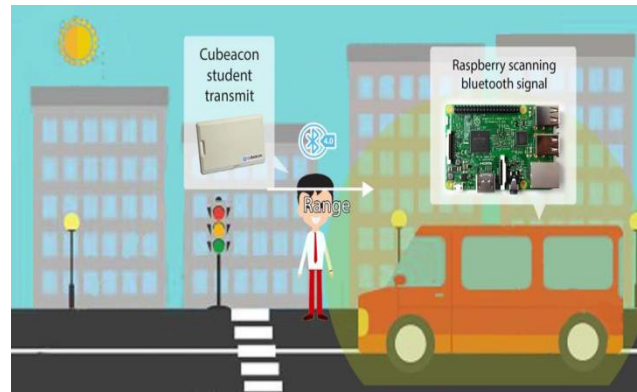 Cubeacon
student
transmit
4.0
Raspberry scanning
bluetooth signal
Range